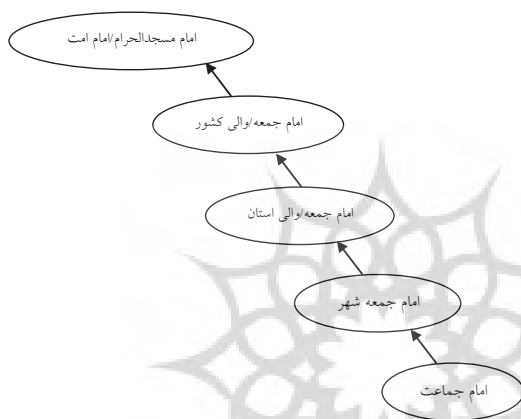 امام مسجدالحرام/امام امت
امام جمعه/والی کشور
امام جمعه/والی استان
امام جمعه شهر
امام جماعت